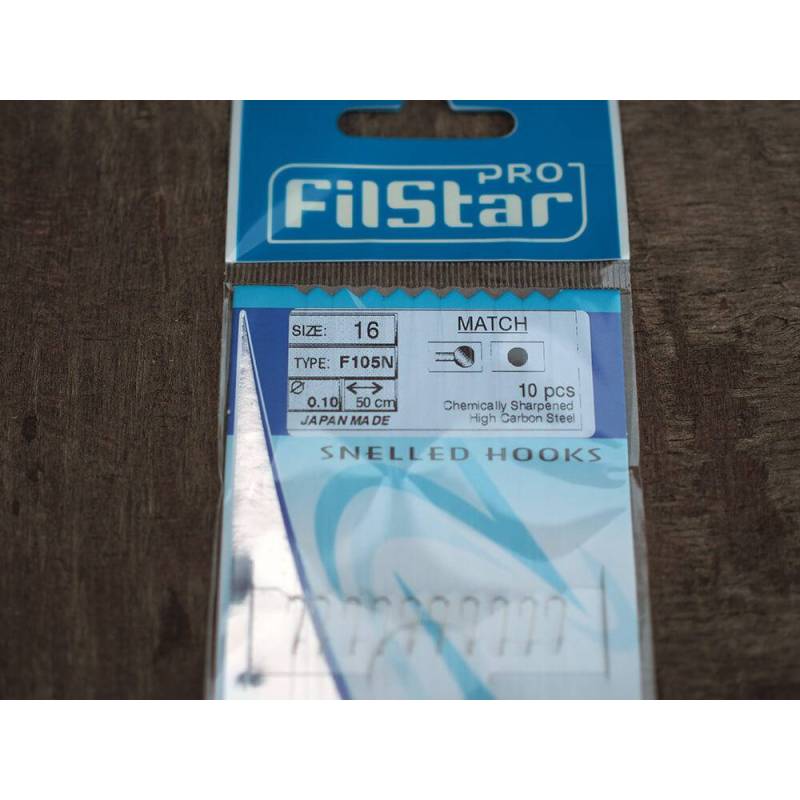 PRO
FilStar
SIZE: 16
TYPE: F105N
Ø 0.10 ↔ 50 cm
JAPAN MADE
MATCH
10 pcs
Chemically Sharpened
High Carbon Steel
SNELLED HOOKS